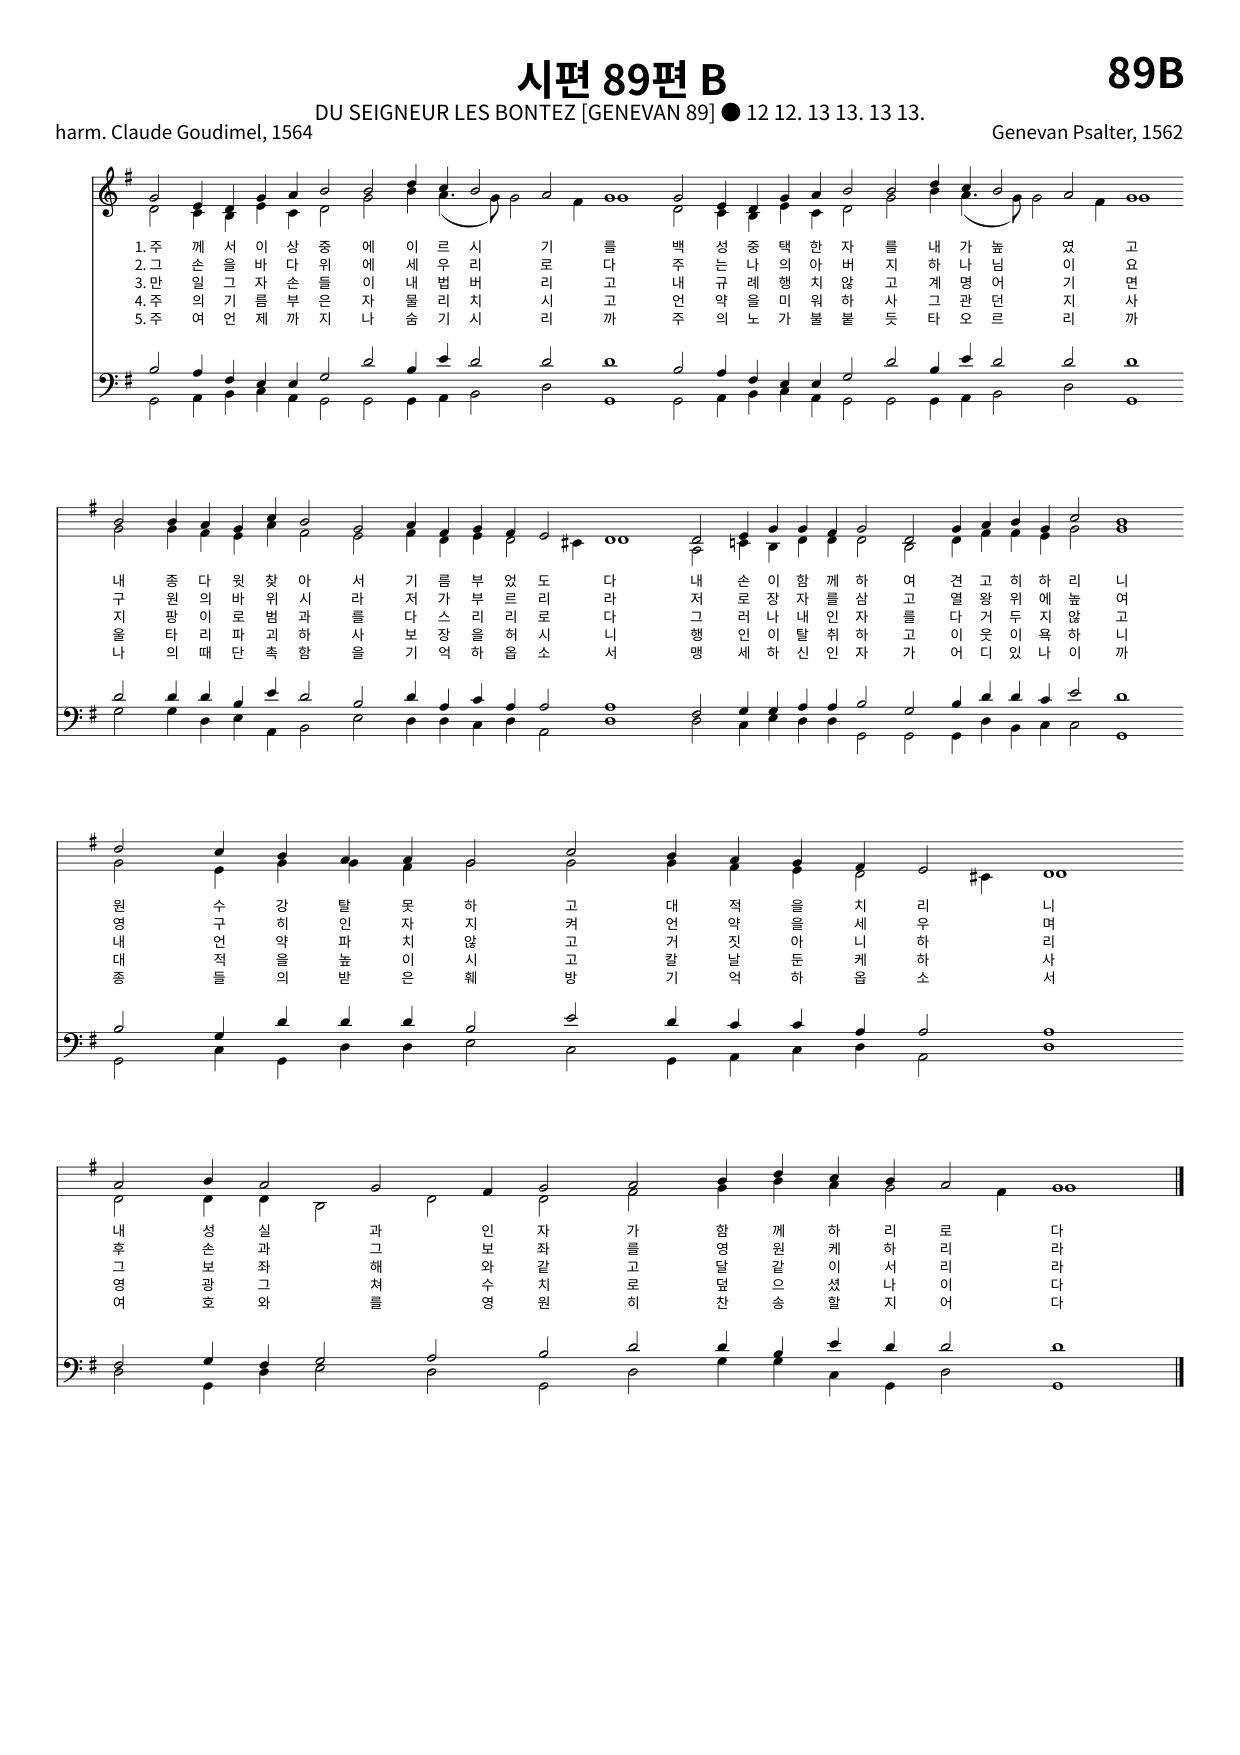 시편 89편 B
89B
DU SEIGNEUR LES BONTEZ [GENEVAN 89] ● 12 12. 13 13. 13 13.
harm. Claude Goudimel, 1564
Genevan Psalter, 1562
1. 주 께 서 이 상 중 에 이 르 시 기 를 백 성 중 택 한 자 를 내 가 높 였 고
2. 그 손 을 바 다 위 에 세 우 리 로 다 주 는 나 의 아 버 지 하 나 님 이 요
3. 만 일 그 자 손 들 이 내 법 버 리 고 내 규 례 행 치 않 고 계 명 어 기 면
4. 주 의 기 름 부 은 자 물 리 치 시 고 언 약 을 미 워 하 사 그 관 던 지 사
5. 주 여 언 제 까 지 나 숨 기 시 리 까 주 의 노 가 불 붙 듯 타 오 르 리 까
내 종 다 윗 찾 아 서 기 름 부 었 도 다 내 손 이 함 께 하 여 견 고 히 하 리 니
구 원 의 바 위 시 라 저 가 부 르 리 라 저 로 장 자 를 삼 고 열 왕 위 에 높 여
지 팡 이 로 범 과 를 다 스 리 리 로 다 그 러 나 내 인 자 를 다 거 두 지 않 고
울 타 리 파 괴 하 사 보 장 을 허 시 니 행 인 이 탈 취 하 고 이 웃 이 욕 하 니
나 의 때 단 촉 함 을 기 억 하 옵 소 서 맹 세 하 신 인 자 가 어 디 있 나 이 까
원 수 강 탈 못 하 고 대 적 을 치 리 니
영 구 히 인 자 지 켜 언 약 을 세 우 며
내 언 약 파 치 않 고 거 짓 아 니 하 리
대 적 을 높 이 시 고 칼 날 둔 케 하 사
종 들 의 받 은 훼 방 기 억 하 옵 소 서
내 성 실 과 인 자 가 함 께 하 리 로 다
후 손 과 그 보 좌 를 영 원 케 하 리 라
그 보 좌 해 와 같 고 달 같 이 서 리 라
영 광 그 쳐 수 치 로 덮 으 셨 나 이 다
여 호 와 를 영 원 히 찬 송 할 지 어 다